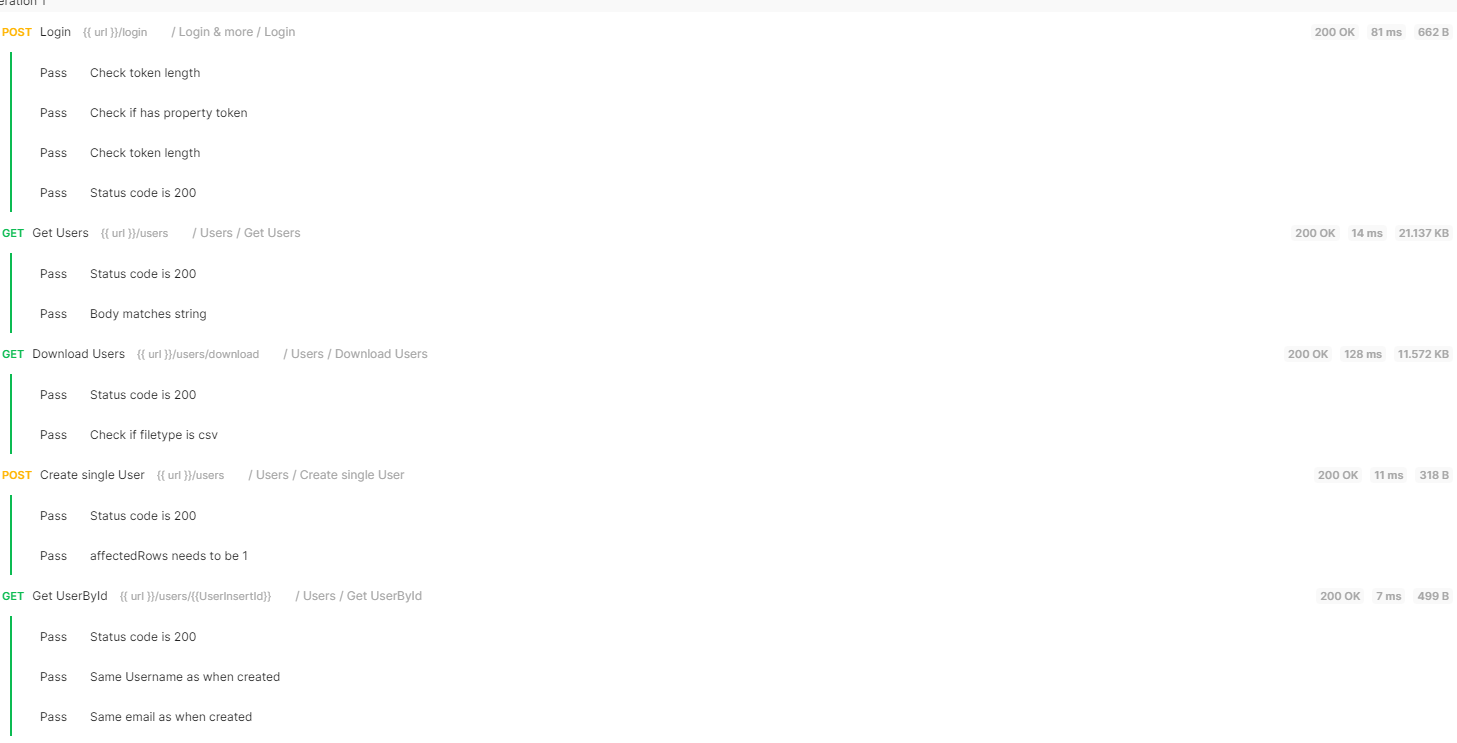 eration 1
POST Login {{ url }}/login / Login & more / Login 200 OK 81 ms 662 B
Pass Check token length
Pass Check if has property token
Pass Check token length
Pass Status code is 200
GET Get Users {{ url }}/users / Users / Get Users 200 OK 14 ms 21.137 KB
Pass Status code is 200
Pass Body matches string
GET Download Users {{ url }}/users/download / Users / Download Users 200 OK 128 ms 11.572 KB
Pass Status code is 200
Pass Check if filetype is csv
POST Create single User {{ url }}/users / Users / Create single User 200 OK 11 ms 318 B
Pass Status code is 200
Pass affectedRows needs to be 1
GET Get UserById {{ url }}/users/{{UserInsertId}} / Users / Get UserById 200 OK 7 ms 499 B
Pass Status code is 200
Pass Same Username as when created
Pass Same email as when created